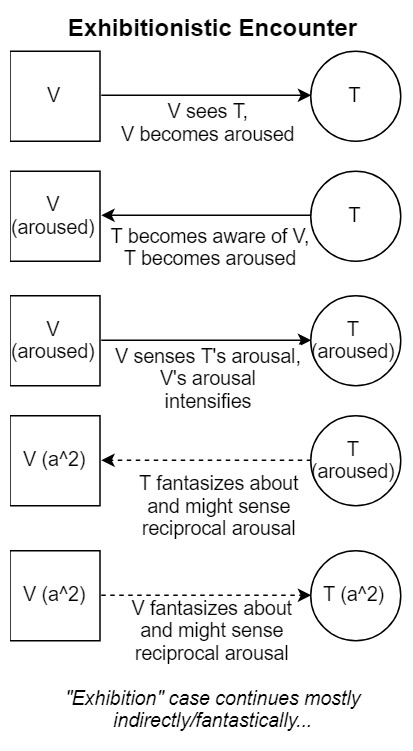 Exhibitionistic Encounter
V
T
V sees T,
V becomes aroused
V
(aroused)
T
T becomes aware of V,
T becomes aroused
V
(aroused)
T
(aroused)
V senses T's arousal,
V's arousal
intensifies
V (a^2)
T
(aroused)
T fantasizes about
and might sense
reciprocal arousal
V (a^2)
T (a^2)
V fantasizes about
and might sense
reciprocal arousal
"Exhibition" case continues mostly
indirectly/fantastically...